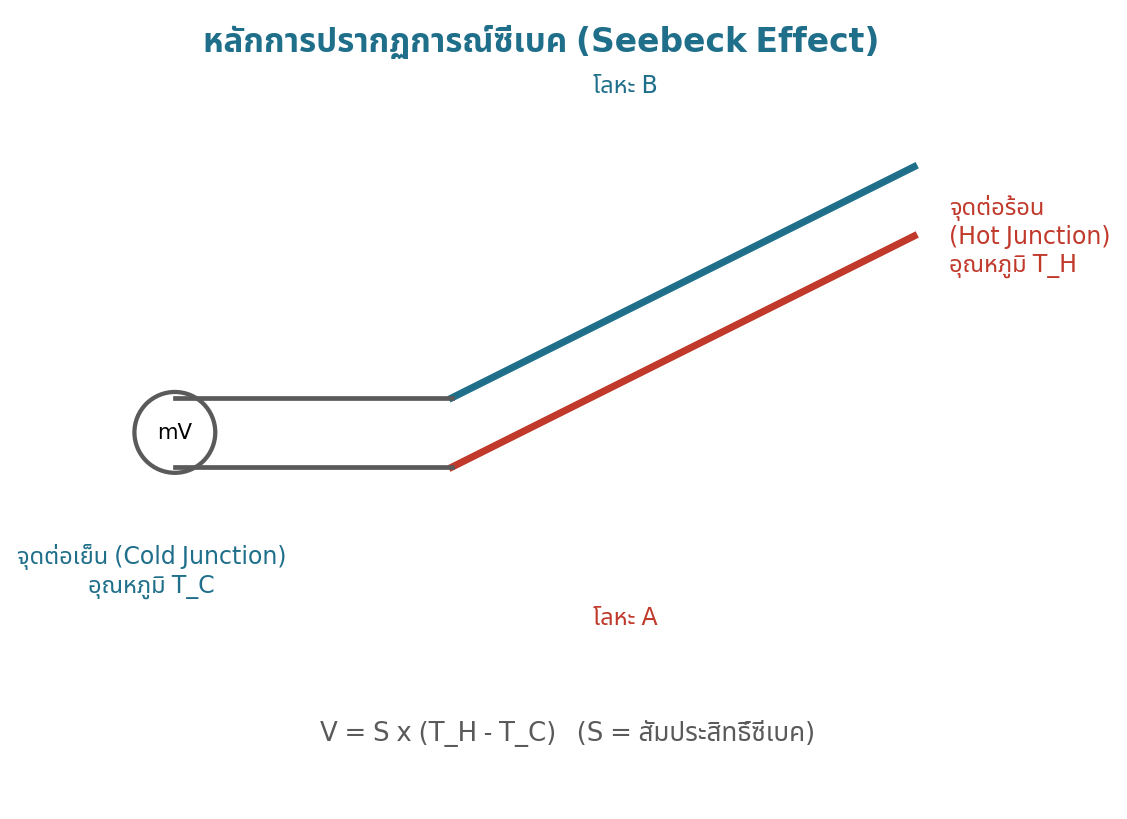 หลักการปรากฏการณ์ซีเบค (Seebeck Effect)
โลหะ B
จุดต่อร้อน
(Hot Junction)
อุณหภูมิ T_H
mV
จุดต่อเย็น (Cold Junction)
อุณหภูมิ T_C
โลหะ A
V = S x (T_H - T_C)   (S = สัมประสิทธิ์ซีเบค)